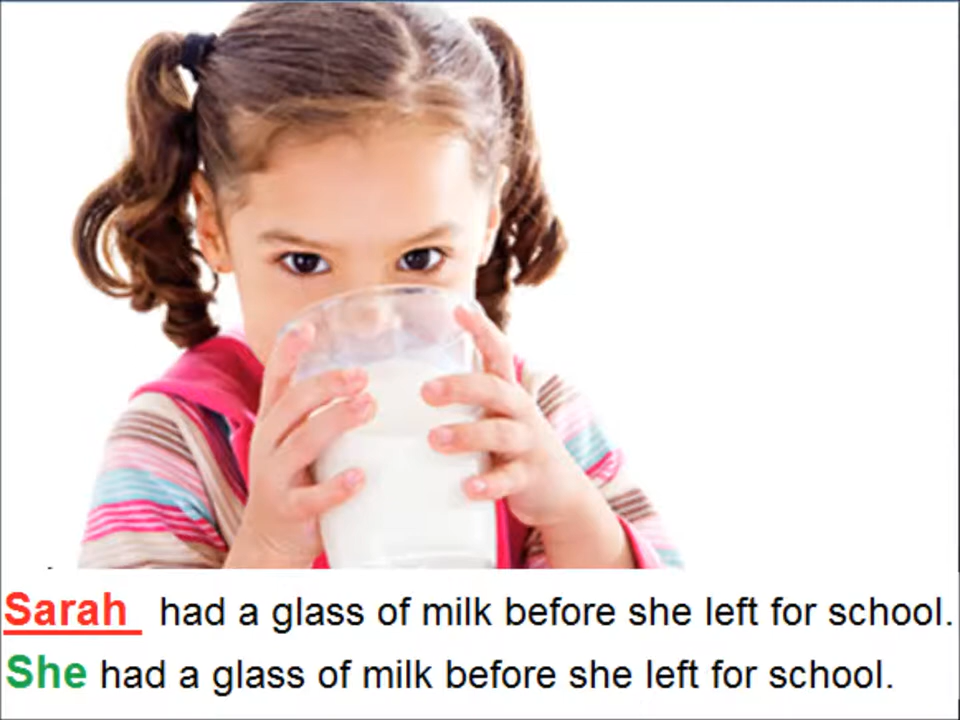 Sarah had a glass of milk before she left for school.
She had a glass of milk before she left for school.